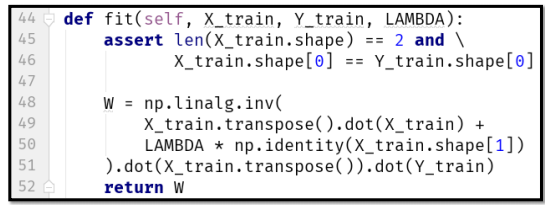 44 def fit(self, X_train, Y_train, LAMBDA):
45     assert len(X_train.shape) == 2 and \
46            X_train.shape[0] == Y_train.shape[0]
47
48     W = np.linalg.inv(
49         X_train.transpose().dot(X_train) +
50         LAMBDA * np.identity(X_train.shape[1])
51     ).dot(X_train.transpose()).dot(Y_train)
52     return W